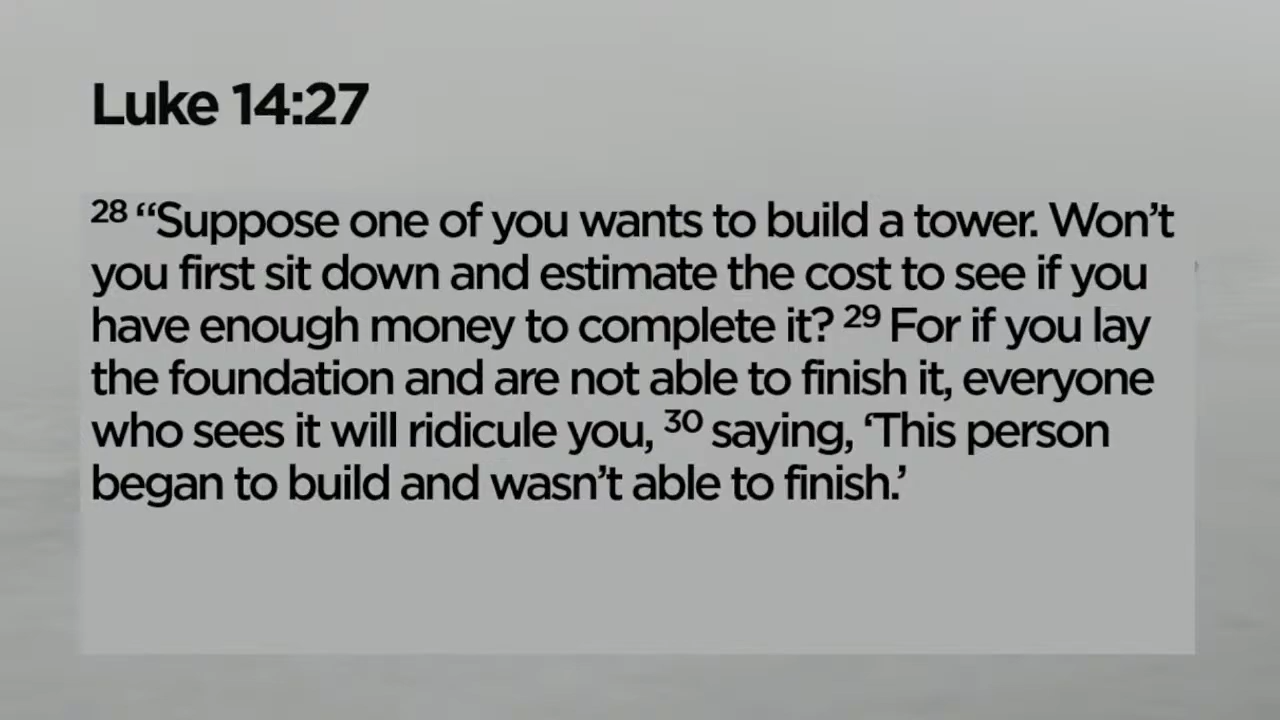 Luke 14:27
28 “Suppose one of you wants to build a tower. Won’t
you first sit down and estimate the cost to see if you
have enough money to complete it? 29 For if you lay
the foundation and are not able to finish it, everyone
who sees it will ridicule you, 30 saying, ‘This person
began to build and wasn’t able to finish.’